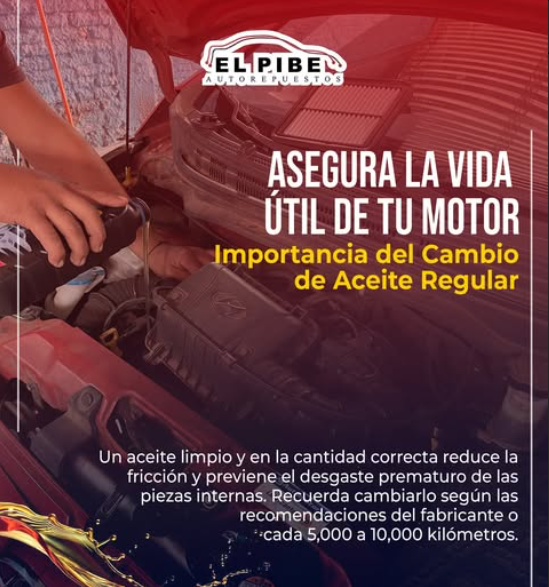 EL PIBE
AUTOREPUESTOS
ASEGURA LA VIDA
ÚTIL DE TU MOTOR
Importancia del Cambio
de Aceite Regular
Un aceite limpio y en la cantidad correcta reduce la
fricción y previene el desgaste prematuro de las
piezas internas. Recuerda cambiarlo según las
recomendaciones del fabricante o
cada 5,000 a 10,000 kilómetros.